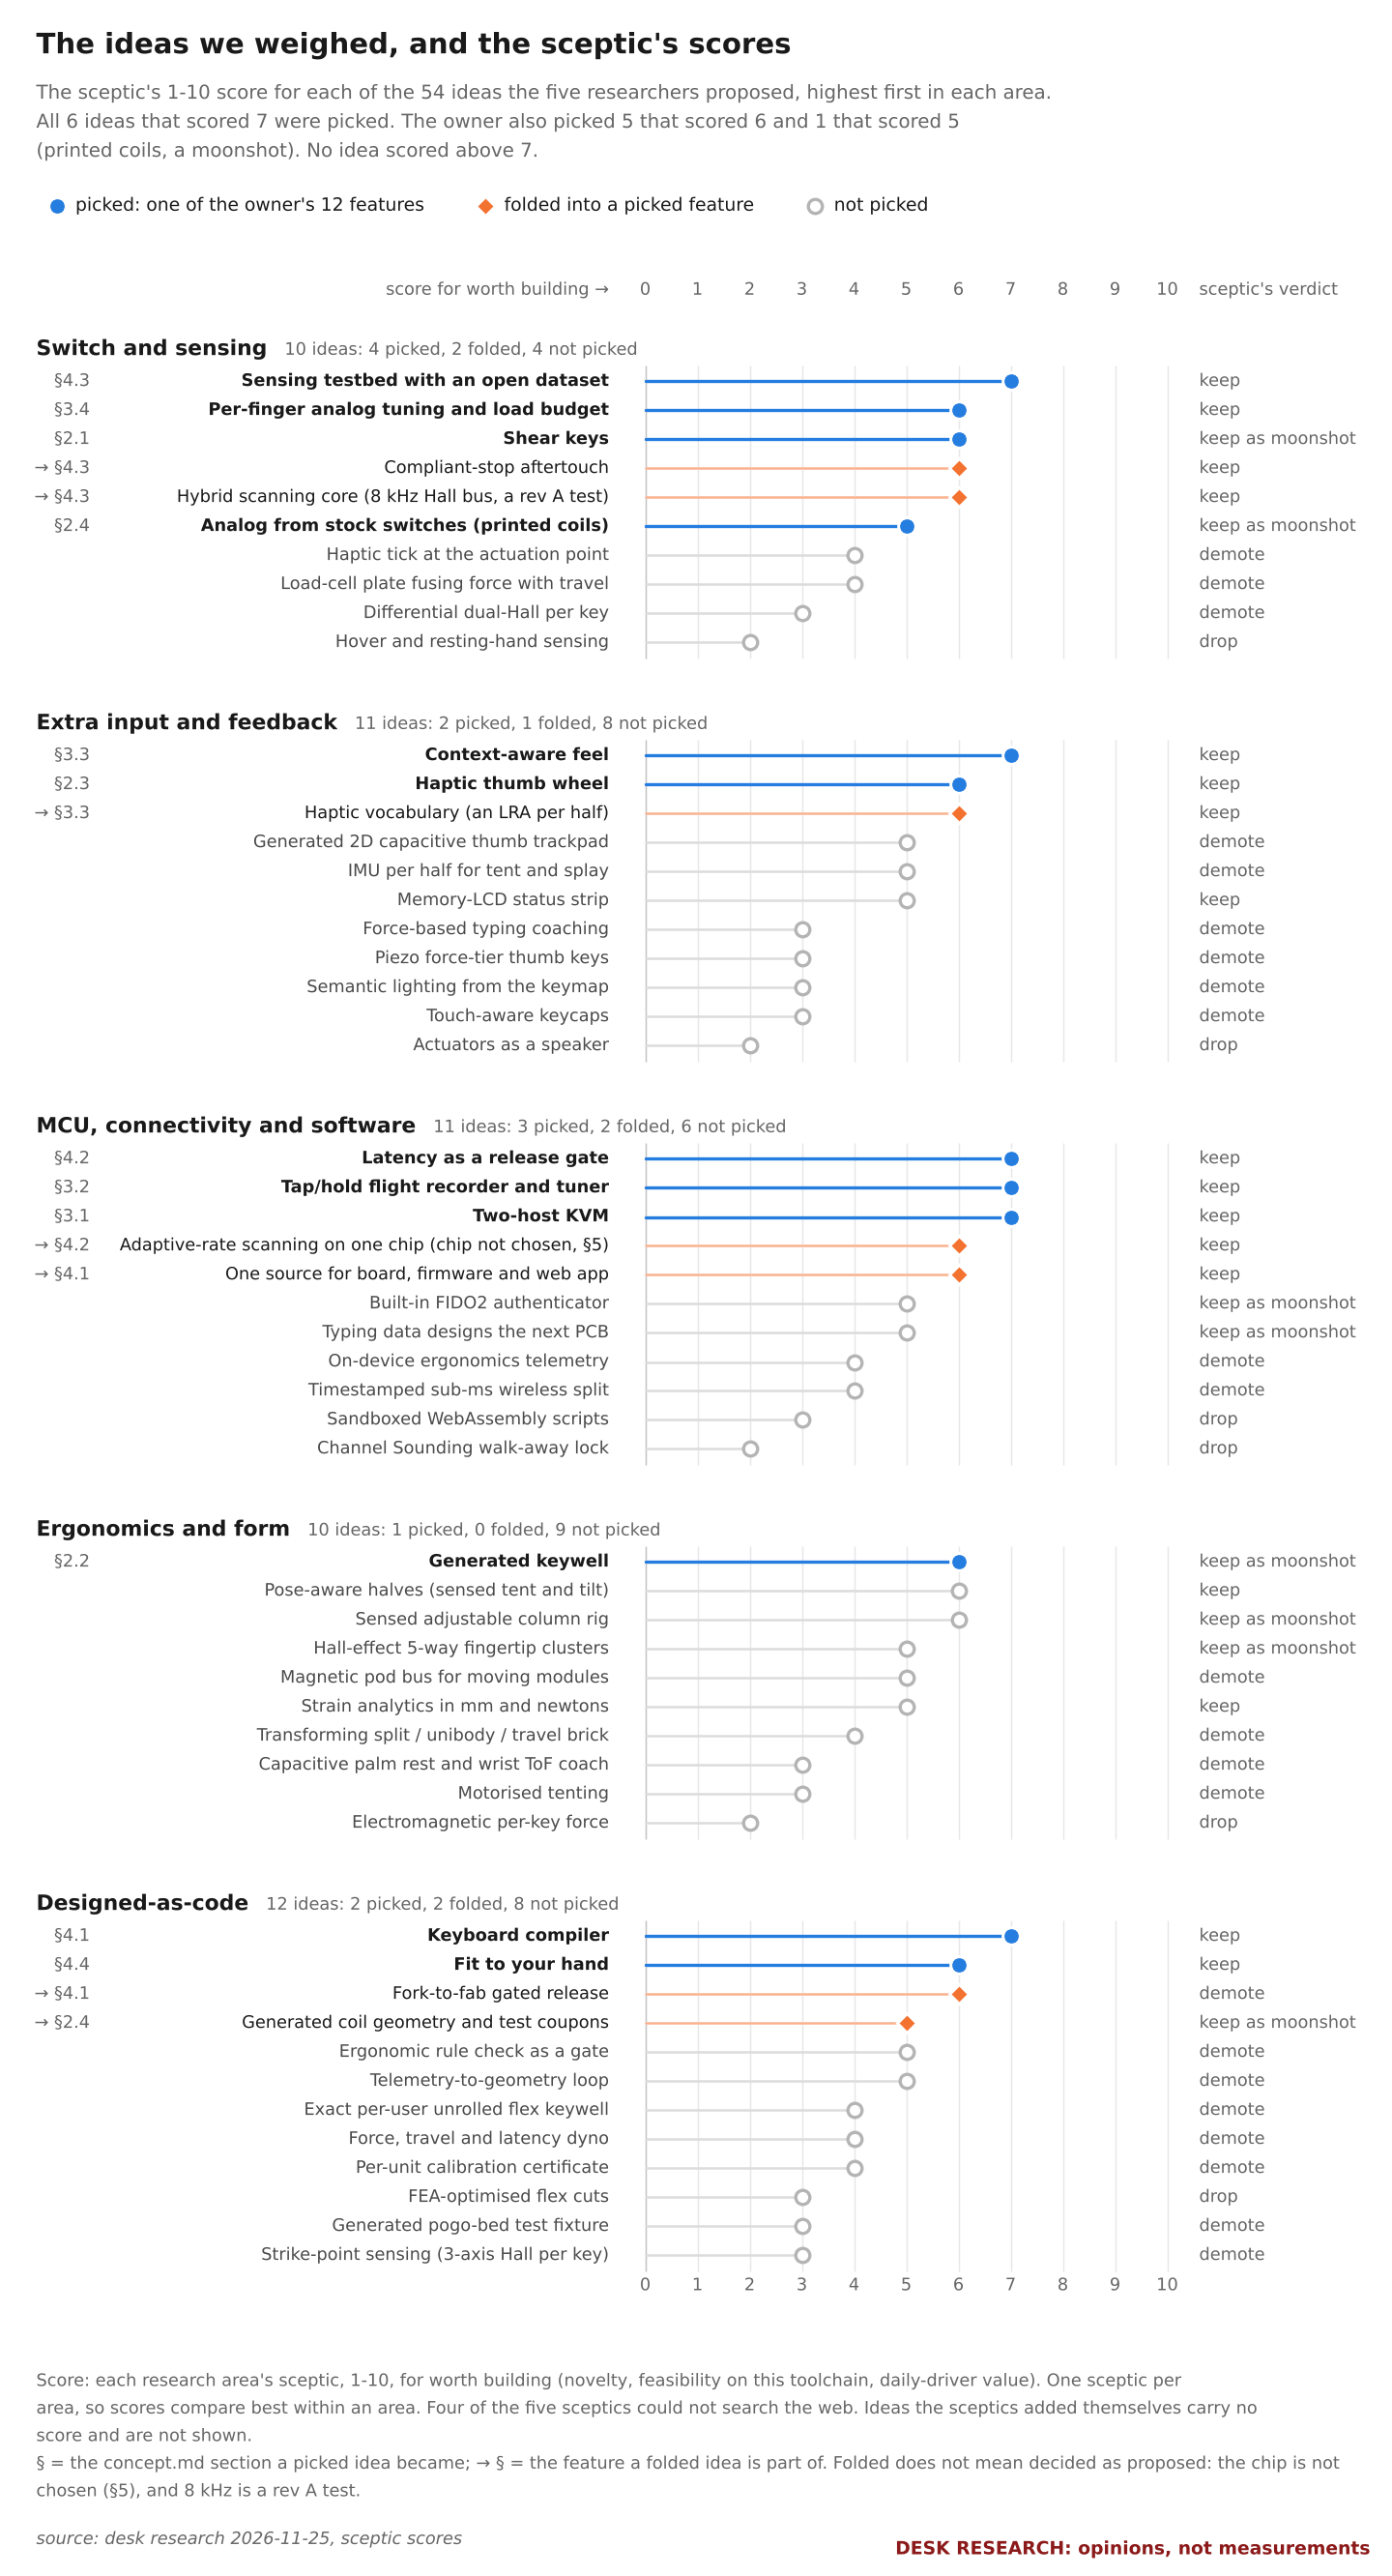 The ideas we weighed, and the sceptic's scores
The sceptic's 1-10 score for each of the 54 ideas the five researchers proposed, highest first in each area.
All 6 ideas that scored 7 were picked. The owner also picked 5 that scored 6 and 1 that scored 5
(printed coils, a moonshot). No idea scored above 7.
picked: one of the owner's 12 features folded into a picked feature not picked
score for worth building → 0 1 2 3 4 5 6 7 8 9 10 sceptic's verdict
Switch and sensing 10 ideas: 4 picked, 2 folded, 4 not picked
§4.3 Sensing testbed with an open dataset keep
§3.4 Per-finger analog tuning and load budget keep
§2.1 Shear keys keep as moonshot
→ §4.3 Compliant-stop aftertouch keep
→ §4.3 Hybrid scanning core (8 kHz Hall bus, a rev A test) keep
§2.4 Analog from stock switches (printed coils) keep as moonshot
Haptic tick at the actuation point demote
Load-cell plate fusing force with travel demote
Differential dual-Hall per key demote
Hover and resting-hand sensing drop
Extra input and feedback 11 ideas: 2 picked, 1 folded, 8 not picked
§3.3 Context-aware feel keep
§2.3 Haptic thumb wheel keep
→ §3.3 Haptic vocabulary (an LRA per half) keep
Generated 2D capacitive thumb trackpad demote
IMU per half for tent and splay demote
Memory-LCD status strip keep
Force-based typing coaching demote
Piezo force-tier thumb keys demote
Semantic lighting from the keymap demote
Touch-aware keycaps demote
Actuators as a speaker drop
MCU, connectivity and software 11 ideas: 3 picked, 2 folded, 6 not picked
§4.2 Latency as a release gate keep
§3.2 Tap/hold flight recorder and tuner keep
§3.1 Two-host KVM keep
→ §4.2 Adaptive-rate scanning on one chip (chip not chosen, §5) keep
→ §4.1 One source for board, firmware and web app keep
Built-in FIDO2 authenticator keep as moonshot
Typing data designs the next PCB keep as moonshot
On-device ergonomics telemetry demote
Timestamped sub-ms wireless split demote
Sandboxed WebAssembly scripts drop
Channel Sounding walk-away lock drop
Ergonomics and form 10 ideas: 1 picked, 0 folded, 9 not picked
§2.2 Generated keywell keep as moonshot
Pose-aware halves (sensed tent and tilt) keep
Sensed adjustable column rig keep as moonshot
Hall-effect 5-way fingertip clusters keep as moonshot
Magnetic pod bus for moving modules demote
Strain analytics in mm and newtons keep
Transforming split / unibody / travel brick demote
Capacitive palm rest and wrist ToF coach demote
Motorised tenting demote
Electromagnetic per-key force drop
Designed-as-code 12 ideas: 2 picked, 2 folded, 8 not picked
§4.1 Keyboard compiler keep
§4.4 Fit to your hand keep
→ §4.1 Fork-to-fab gated release demote
→ §2.4 Generated coil geometry and test coupons keep as moonshot
Ergonomic rule check as a gate demote
Telemetry-to-geometry loop demote
Exact per-user unrolled flex keywell demote
Force, travel and latency dyno demote
Per-unit calibration certificate demote
FEA-optimised flex cuts drop
Generated pogo-bed test fixture demote
Strike-point sensing (3-axis Hall per key) demote
0 1 2 3 4 5 6 7 8 9 10
Score: each research area's sceptic, 1-10, for worth building (novelty, feasibility on this toolchain, daily-driver value). One sceptic per
area, so scores compare best within an area. Four of the five sceptics could not search the web. Ideas the sceptics added themselves carry no
score and are not shown.
§ = the concept.md section a picked idea became; → § = the feature a folded idea is part of. Folded does not mean decided as proposed: the chip is not
chosen (§5), and 8 kHz is a rev A test.
source: desk research 2026-11-25, sceptic scores
DESK RESEARCH: opinions, not measurements